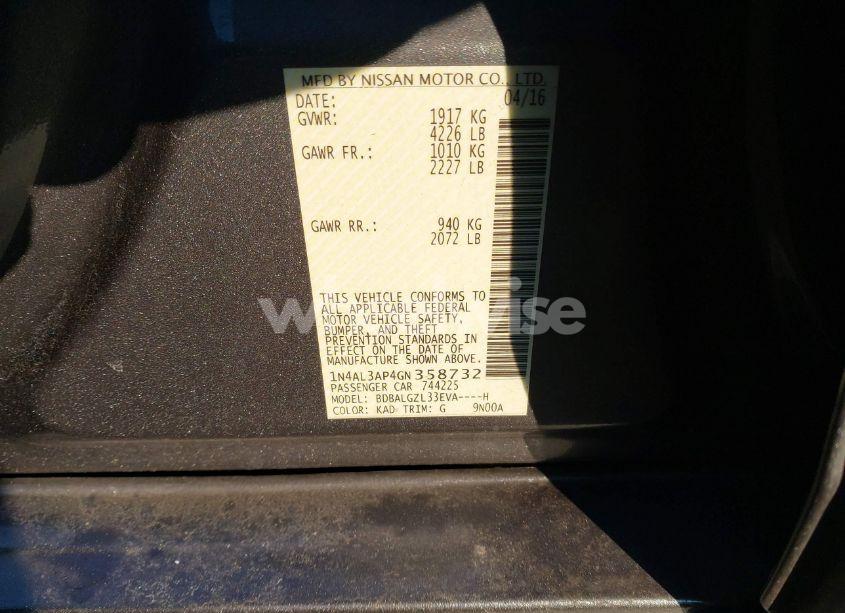 MFD BY NISSAN MOTOR CO., LTD.
DATE: 04/16
GVWR: 1917 KG
4226 LB
GAWR FR.: 1010 KG
2227 LB
GAWR RR.: 940 KG
2072 LB
THIS VEHICLE CONFORMS TO
ALL APPLICABLE FEDERAL
MOTOR VEHICLE SAFETY,
BUMPER, AND THEFT
PREVENTION STANDARDS IN
EFFECT ON THE DATE OF
MANUFACTURE SHOWN ABOVE.
1N4AL3AP4GN358732
PASSENGER CAR 744225
MODEL: BDBALGZL33EVA----H
COLOR: KAD TRIM: G 9N00A